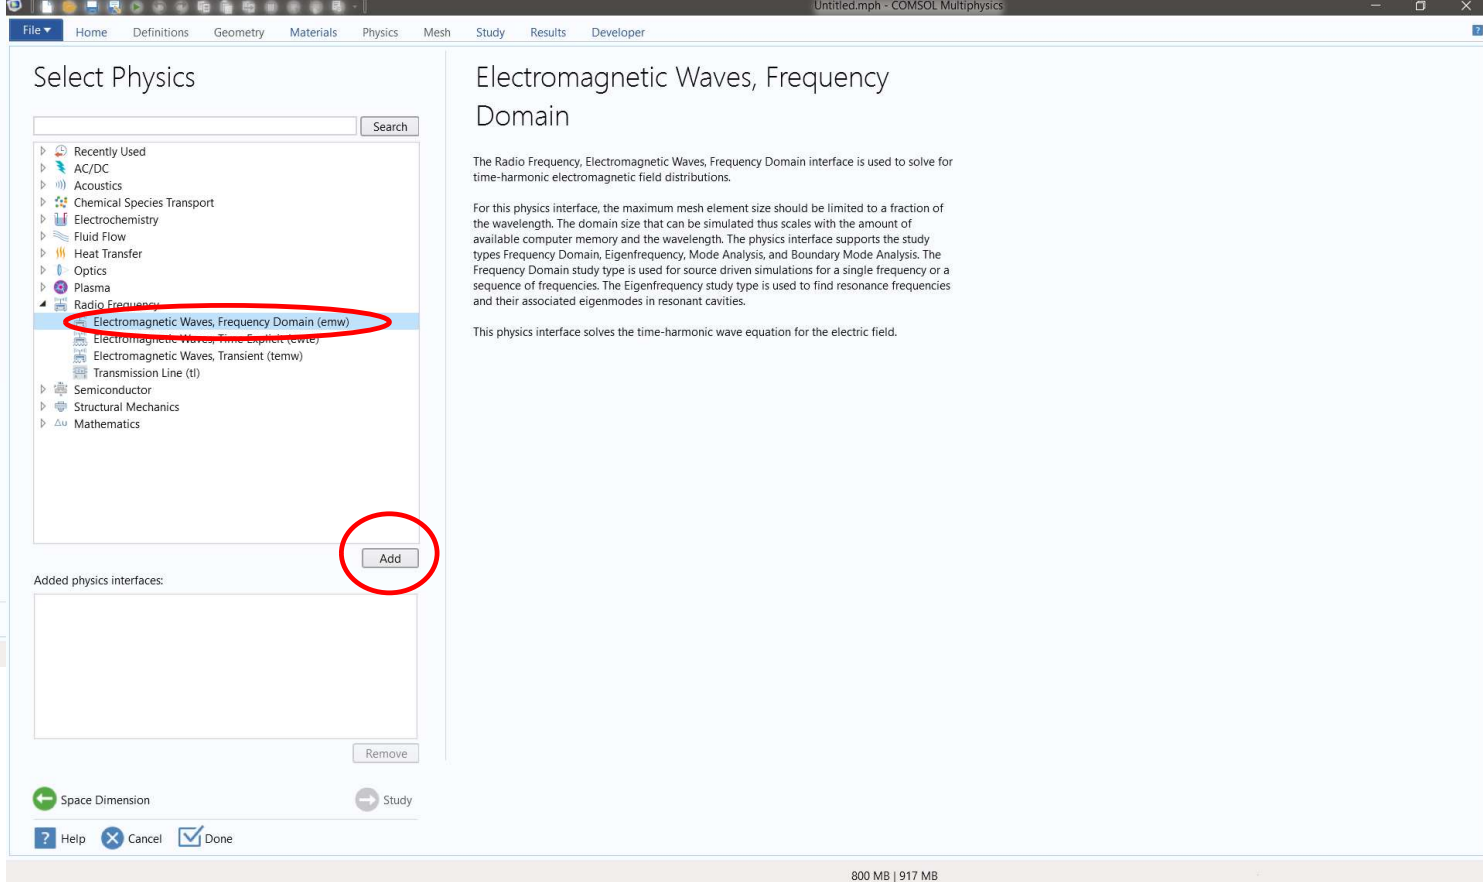 Untitled.mph - COMSOL Multiphysics
File Home Definitions Geometry Materials Physics Mesh Study Results Developer
?
Select Physics
Search
Recently Used
AC/DC
Acoustics
Chemical Species Transport
Electrochemistry
Fluid Flow
Heat Transfer
Optics
Plasma
Radio Frequency
Electromagnetic Waves, Frequency Domain (emw)
Electromagnetic Waves, Time Explicit (ewte)
Electromagnetic Waves, Transient (temw)
Transmission Line (tl)
Semiconductor
Structural Mechanics
Δu Mathematics
Add
Added physics interfaces:
Remove
Space Dimension
Study
? Help Cancel Done
Electromagnetic Waves, Frequency
Domain
The Radio Frequency, Electromagnetic Waves, Frequency Domain interface is used to solve for
time-harmonic electromagnetic field distributions.
For this physics interface, the maximum mesh element size should be limited to a fraction of
the wavelength. The domain size that can be simulated thus scales with the amount of
available computer memory and the wavelength. The physics interface supports the study
types Frequency Domain, Eigenfrequency, Mode Analysis, and Boundary Mode Analysis. The
Frequency Domain study type is used for source driven simulations for a single frequency or a
sequence of frequencies. The Eigenfrequency study type is used to find resonance frequencies
and their associated eigenmodes in resonant cavities.
This physics interface solves the time-harmonic wave equation for the electric field.
800 MB | 917 MB